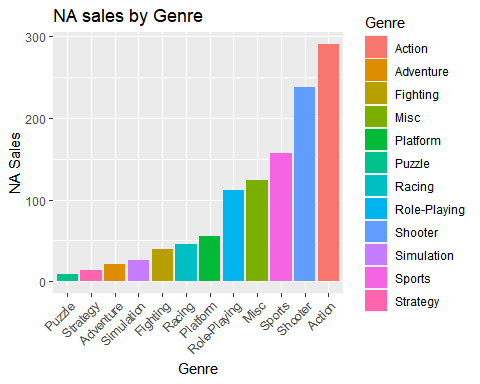 NA sales by Genre
300
200
100
0
NA Sales
Puzzle
Strategy
Adventure
Simulation
Fighting
Racing
Platform
Role-Playing
Misc
Sports
Shooter
Action
Genre
Genre
Action
Adventure
Fighting
Misc
Platform
Puzzle
Racing
Role-Playing
Shooter
Simulation
Sports
Strategy